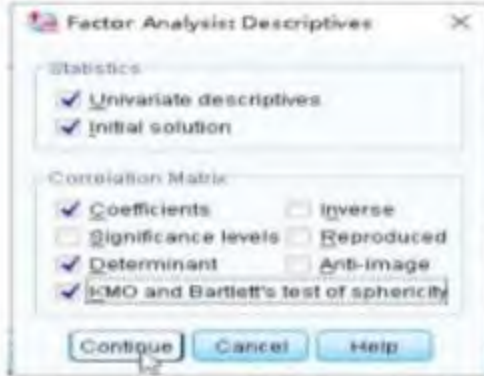 Factor Analysis: Descriptives
Statistics
Univariate descriptives
Initial solution
Correlation Matrix
Coefficients Inverse
Significance levels Reproduced
Determinant Anti-image
KMO and Bartlett's test of sphericity
Continue Cancel Help